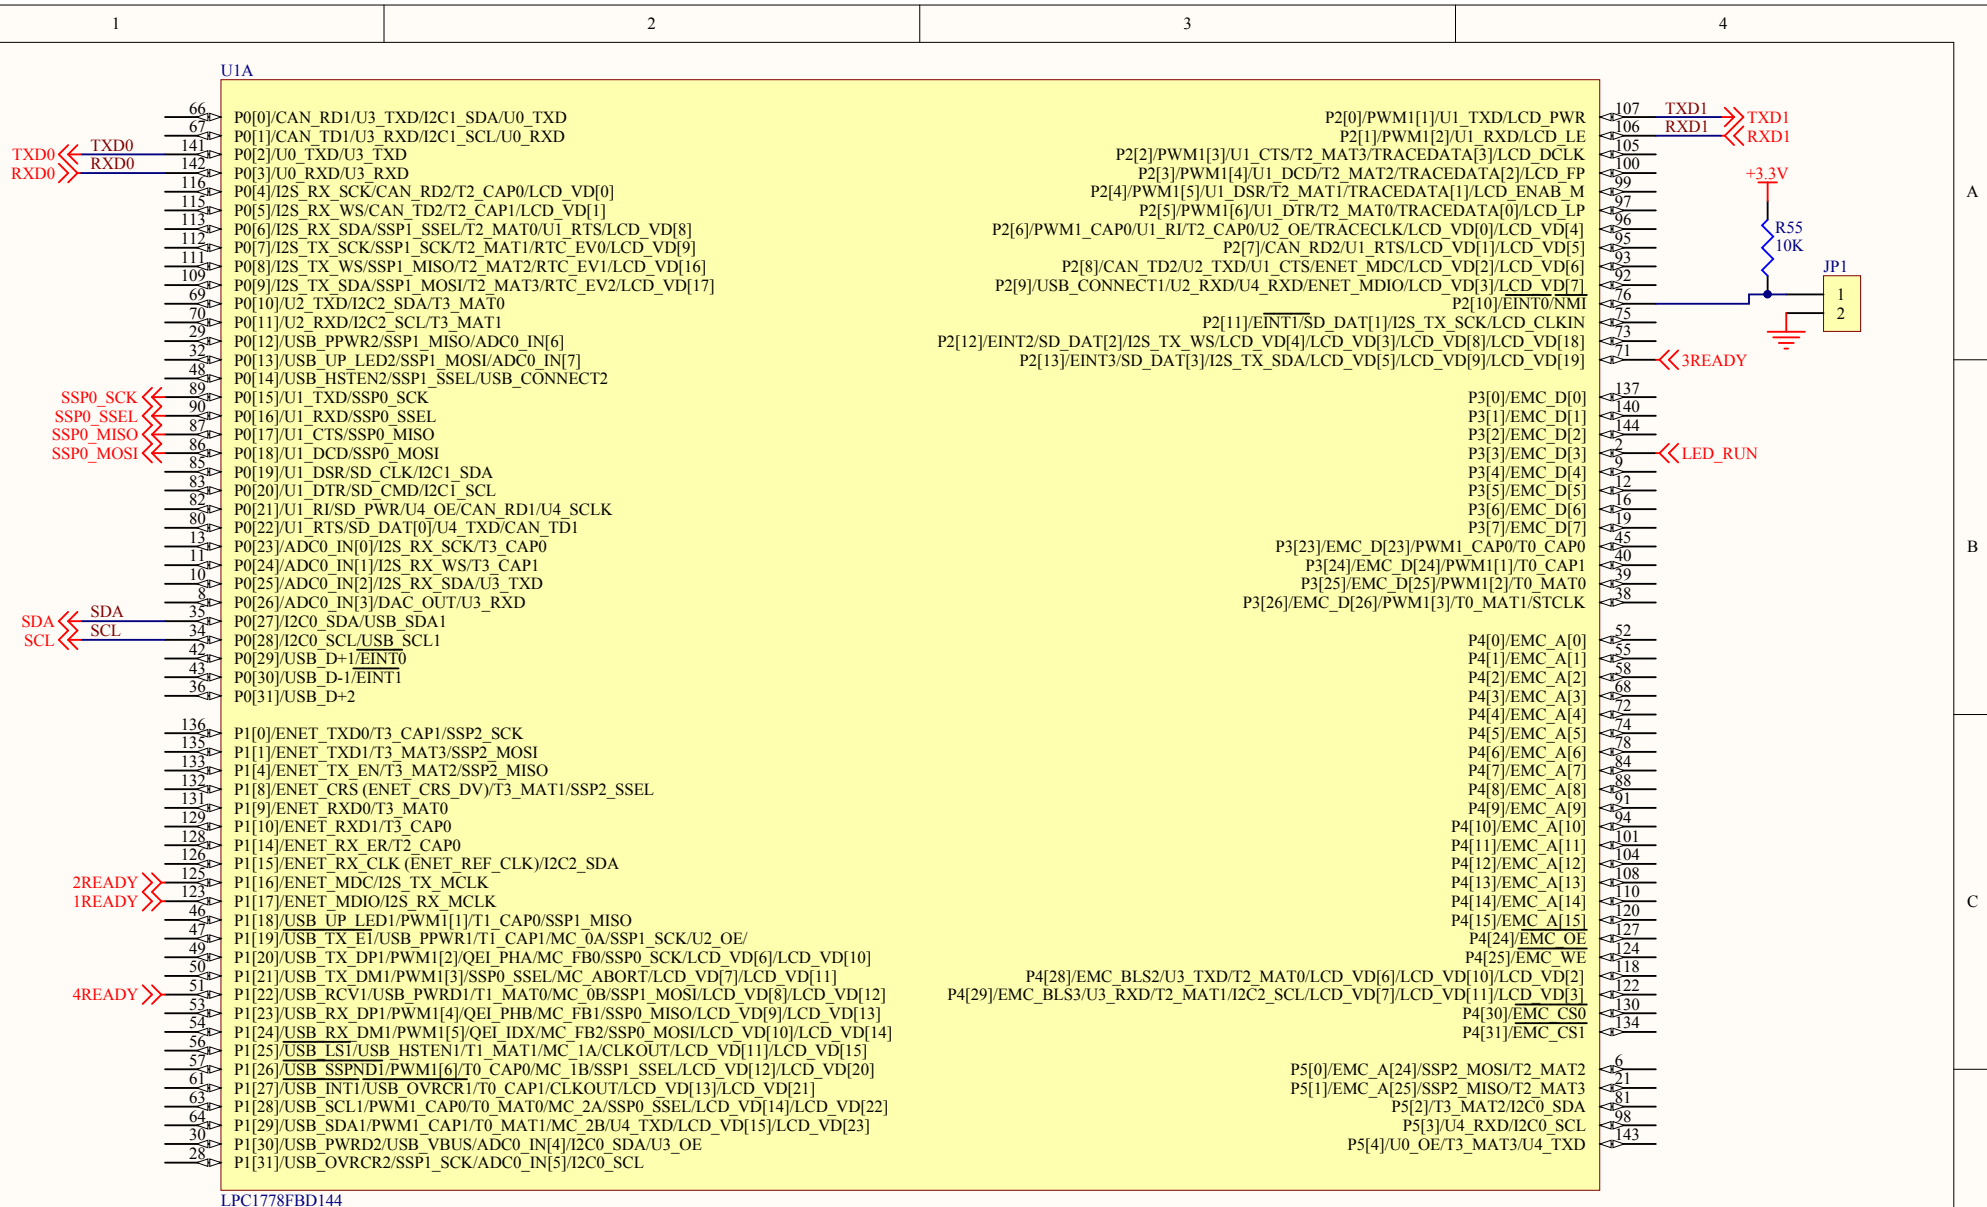 1 2 3 4
U1A
66 P0[0]/CAN_RD1/U3_TXD/I2C1_SDA/U0_TXD
67 P0[1]/CAN_TD1/U3_RXD/I2C1_SCL/U0_RXD
TXD0 TXD0 141 P0[2]/U0_TXD/U3_TXD
RXD0 RXD0 142 P0[3]/U0_RXD/U3_RXD
116 P0[4]/I2S_RX_SCK/CAN_RD2/T2_CAP0/LCD_VD[0]
115 P0[5]/I2S_RX_WS/CAN_TD2/T2_CAP1/LCD_VD[1]
113 P0[6]/I2S_RX_SDA/SSP1_SSEL/T2_MAT0/U1_RTS/LCD_VD[8]
112 P0[7]/I2S_TX_SCK/SSP1_SCK/T2_MAT1/RTC_EV0/LCD_VD[9]
111 P0[8]/I2S_TX_WS/SSP1_MISO/T2_MAT2/RTC_EV1/LCD_VD[16]
109 P0[9]/I2S_TX_SDA/SSP1_MOSI/T2_MAT3/RTC_EV2/LCD_VD[17]
69 P0[10]/U2_TXD/I2C2_SDA/T3_MAT0
70 P0[11]/U2_RXD/I2C2_SCL/T3_MAT1
29 P0[12]/USB_PPWR2/SSP1_MISO/ADC0_IN[6]
32 P0[13]/USB_UP_LED2/SSP1_MOSI/ADC0_IN[7]
48 P0[14]/USB_HSTEN2/SSP1_SSEL/USB_CONNECT2
SSP0_SCK 89 P0[15]/U1_TXD/SSP0_SCK
SSP0_SSEL 90 P0[16]/U1_RXD/SSP0_SSEL
SSP0_MISO 87 P0[17]/U1_CTS/SSP0_MISO
SSP0_MOSI 86 P0[18]/U1_DCD/SSP0_MOSI
85 P0[19]/U1_DSR/SD_CLK/I2C1_SDA
83 P0[20]/U1_DTR/SD_CMD/I2C1_SCL
82 P0[21]/U1_RI/SD_PWR/U4_OE/CAN_RD1/U4_SCLK
80 P0[22]/U1_RTS/SD_DAT[0]/U4_TXD/CAN_TD1
13 P0[23]/ADC0_IN[0]/I2S_RX_SCK/T3_CAP0
11 P0[24]/ADC0_IN[1]/I2S_RX_WS/T3_CAP1
10 P0[25]/ADC0_IN[2]/I2S_RX_SDA/U3_TXD
8 P0[26]/ADC0_IN[3]/DAC_OUT/U3_RXD
SDA SDA 35 P0[27]/I2C0_SDA/USB_SDA1
SCL SCL 34 P0[28]/I2C0_SCL/USB_SCL1
42 P0[29]/USB_D+1/EINT0
43 P0[30]/USB_D-1/EINT1
36 P0[31]/USB_D+2
136 P1[0]/ENET_TXD0/T3_CAP1/SSP2_SCK
135 P1[1]/ENET_TXD1/T3_MAT3/SSP2_MOSI
133 P1[4]/ENET_TX_EN/T3_MAT2/SSP2_MISO
132 P1[8]/ENET_CRS (ENET_CRS_DV)/T3_MAT1/SSP2_SSEL
131 P1[9]/ENET_RXD0/T3_MAT0
129 P1[10]/ENET_RXD1/T3_CAP0
128 P1[14]/ENET_RX_ER/T2_CAP0
126 P1[15]/ENET_RX_CLK (ENET_REF_CLK)/I2C2_SDA
2READY 125 P1[16]/ENET_MDC/I2S_TX_MCLK
1READY 123 P1[17]/ENET_MDIO/I2S_RX_MCLK
46 P1[18]/USB_UP_LED1/PWM1[1]/T1_CAP0/SSP1_MISO
47 P1[19]/USB_TX_E1/USB_PPWR1/T1_CAP1/MC_0A/SSP1_SCK/U2_OE/
49 P1[20]/USB_TX_DP1/PWM1[2]/QEI_PHA/MC_FB0/SSP0_SCK/LCD_VD[6]/LCD_VD[10]
50 P1[21]/USB_TX_DM1/PWM1[3]/SSP0_SSEL/MC_ABORT/LCD_VD[7]/LCD_VD[11]
4READY 51 P1[22]/USB_RCV1/USB_PWRD1/T1_MAT0/MC_0B/SSP1_MOSI/LCD_VD[8]/LCD_VD[12]
53 P1[23]/USB_RX_DP1/PWM1[4]/QEI_PHB/MC_FB1/SSP0_MISO/LCD_VD[9]/LCD_VD[13]
54 P1[24]/USB_RX_DM1/PWM1[5]/QEI_IDX/MC_FB2/SSP0_MOSI/LCD_VD[10]/LCD_VD[14]
56 P1[25]/USB_LS1/USB_HSTEN1/T1_MAT1/MC_1A/CLKOUT/LCD_VD[11]/LCD_VD[15]
57 P1[26]/USB_SSPND1/PWM1[6]/T0_CAP0/MC_1B/SSP1_SSEL/LCD_VD[12]/LCD_VD[20]
61 P1[27]/USB_INT1/USB_OVRCR1/T0_CAP1/CLKOUT/LCD_VD[13]/LCD_VD[21]
63 P1[28]/USB_SCL1/PWM1_CAP0/T0_MAT0/MC_2A/SSP0_SSEL/LCD_VD[14]/LCD_VD[22]
64 P1[29]/USB_SDA1/PWM1_CAP1/T0_MAT1/MC_2B/U4_TXD/LCD_VD[15]/LCD_VD[23]
30 P1[30]/USB_PWRD2/USB_VBUS/ADC0_IN[4]/I2C0_SDA/U3_OE
28 P1[31]/USB_OVRCR2/SSP1_SCK/ADC0_IN[5]/I2C0_SCL
LPC1778FBD144
P2[0]/PWM1[1]/U1_TXD/LCD_PWR 107 TXD1 TXD1
P2[1]/PWM1[2]/U1_RXD/LCD_LE 106 RXD1 RXD1
P2[2]/PWM1[3]/U1_CTS/T2_MAT3/TRACEDATA[3]/LCD_DCLK 105
P2[3]/PWM1[4]/U1_DCD/T2_MAT2/TRACEDATA[2]/LCD_FP 100
P2[4]/PWM1[5]/U1_DSR/T2_MAT1/TRACEDATA[1]/LCD_ENAB_M 99
P2[5]/PWM1[6]/U1_DTR/T2_MAT0/TRACEDATA[0]/LCD_LP 97
P2[6]/PWM1_CAP0/U1_RI/T2_CAP0/U2_OE/TRACECLK/LCD_VD[0]/LCD_VD[4] 96
P2[7]/CAN_RD2/U1_RTS/LCD_VD[1]/LCD_VD[5] 95
P2[8]/CAN_TD2/U2_TXD/U1_CTS/ENET_MDC/LCD_VD[2]/LCD_VD[6] 93
P2[9]/USB_CONNECT1/U2_RXD/U4_RXD/ENET_MDIO/LCD_VD[3]/LCD_VD[7] 92
P2[10]/EINT0/NMI 76
P2[11]/EINT1/SD_DAT[1]/I2S_TX_SCK/LCD_CLKIN 75
P2[12]/EINT2/SD_DAT[2]/I2S_TX_WS/LCD_VD[4]/LCD_VD[3]/LCD_VD[8]/LCD_VD[18] 73
P2[13]/EINT3/SD_DAT[3]/I2S_TX_SDA/LCD_VD[5]/LCD_VD[9]/LCD_VD[19] 71 3READY
+3.3V
R55
10K
JP1
1
2
P3[0]/EMC_D[0] 137
P3[1]/EMC_D[1] 140
P3[2]/EMC_D[2] 144
P3[3]/EMC_D[3] 2 LED_RUN
P3[4]/EMC_D[4] 9
P3[5]/EMC_D[5] 12
P3[6]/EMC_D[6] 16
P3[7]/EMC_D[7] 19
P3[23]/EMC_D[23]/PWM1_CAP0/T0_CAP0 45
P3[24]/EMC_D[24]/PWM1[1]/T0_CAP1 40
P3[25]/EMC_D[25]/PWM1[2]/T0_MAT0 39
P3[26]/EMC_D[26]/PWM1[3]/T0_MAT1/STCLK 38
P4[0]/EMC_A[0] 52
P4[1]/EMC_A[1] 55
P4[2]/EMC_A[2] 58
P4[3]/EMC_A[3] 68
P4[4]/EMC_A[4] 72
P4[5]/EMC_A[5] 74
P4[6]/EMC_A[6] 78
P4[7]/EMC_A[7] 84
P4[8]/EMC_A[8] 88
P4[9]/EMC_A[9] 91
P4[10]/EMC_A[10] 94
P4[11]/EMC_A[11] 101
P4[12]/EMC_A[12] 104
P4[13]/EMC_A[13] 108
P4[14]/EMC_A[14] 110
P4[15]/EMC_A[15] 120
P4[24]/EMC_OE 127
P4[25]/EMC_WE 124
P4[28]/EMC_BLS2/U3_TXD/T2_MAT0/LCD_VD[6]/LCD_VD[10]/LCD_VD[2] 118
P4[29]/EMC_BLS3/U3_RXD/T2_MAT1/I2C2_SCL/LCD_VD[7]/LCD_VD[11]/LCD_VD[3] 122
P4[30]/EMC_CS0 130
P4[31]/EMC_CS1 134
P5[0]/EMC_A[24]/SSP2_MOSI/T2_MAT2 6
P5[1]/EMC_A[25]/SSP2_MISO/T2_MAT3 21
P5[2]/T3_MAT2/I2C0_SDA 81
P5[3]/U4_RXD/I2C0_SCL 98
P5[4]/U0_OE/T3_MAT3/U4_TXD 143
A
B
C